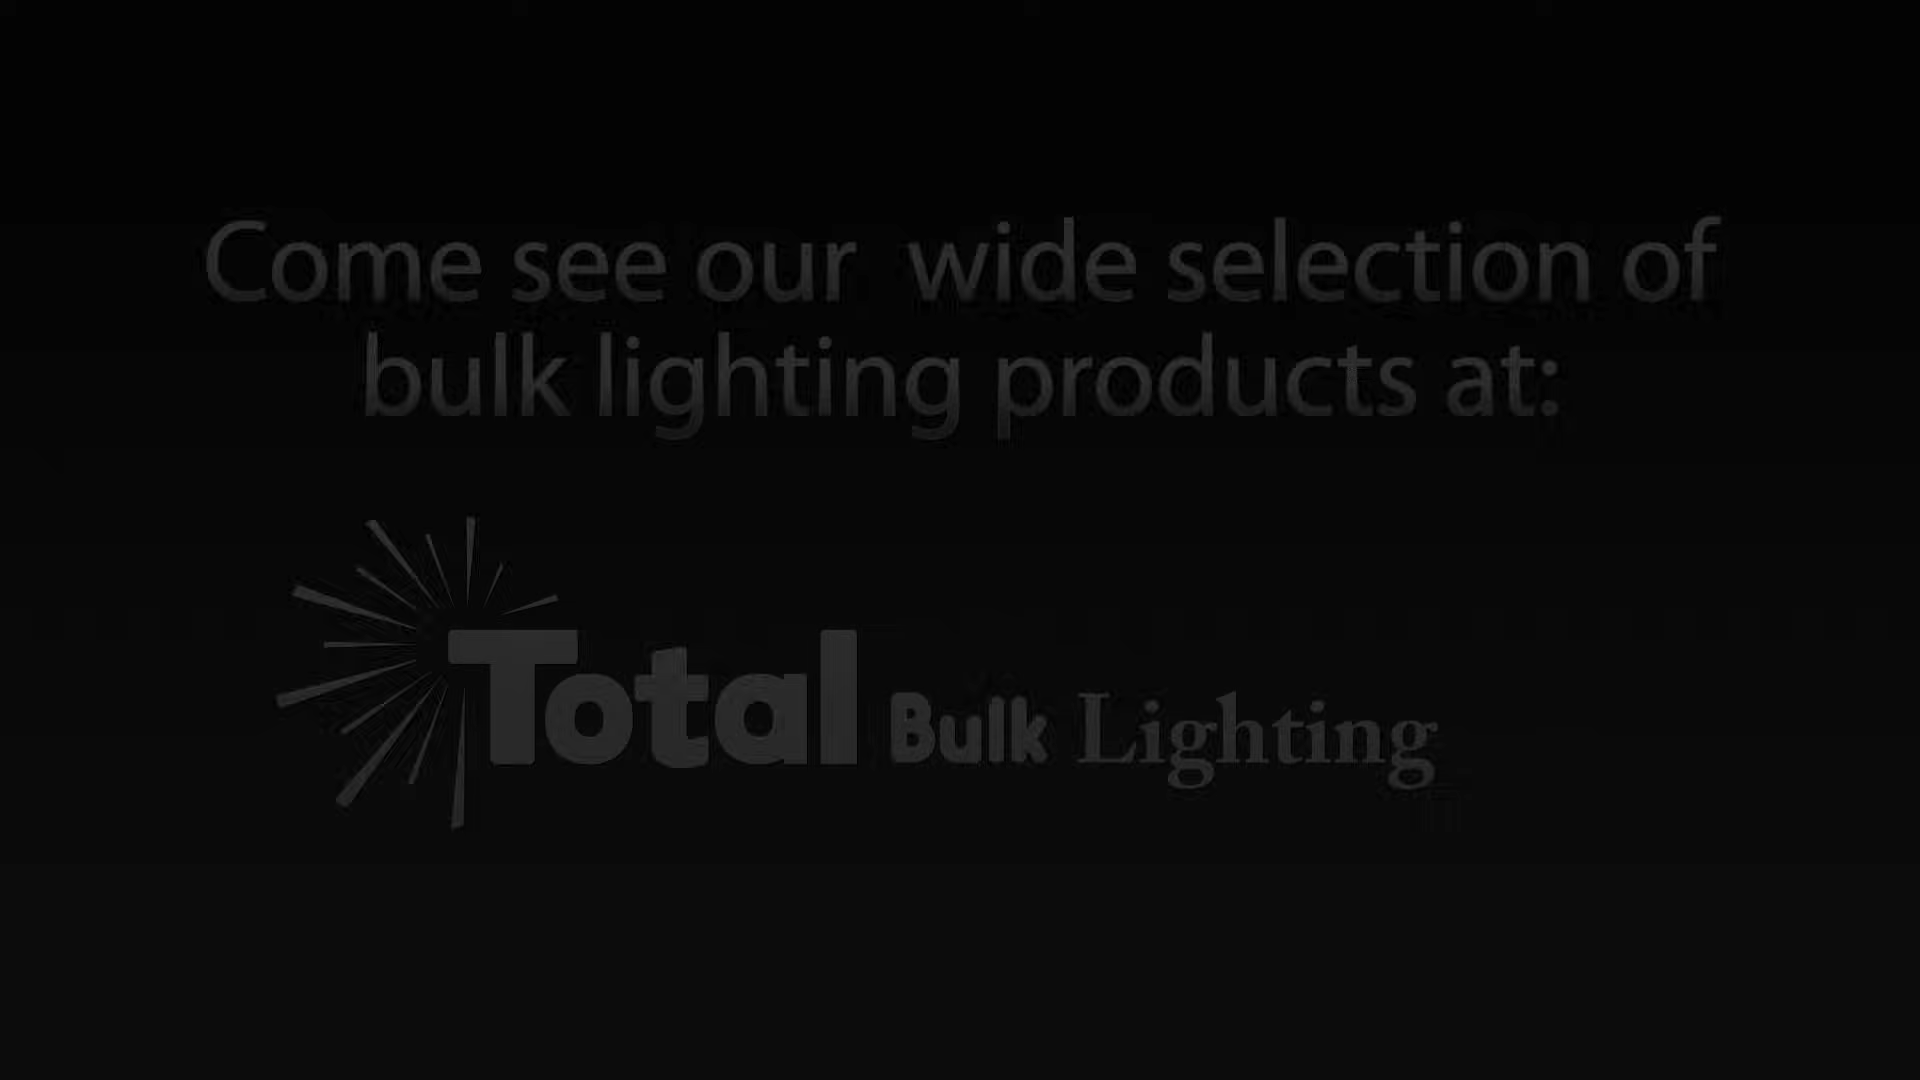 Come see our wide selection of
bulk lighting products at:
Total Bulk Lighting